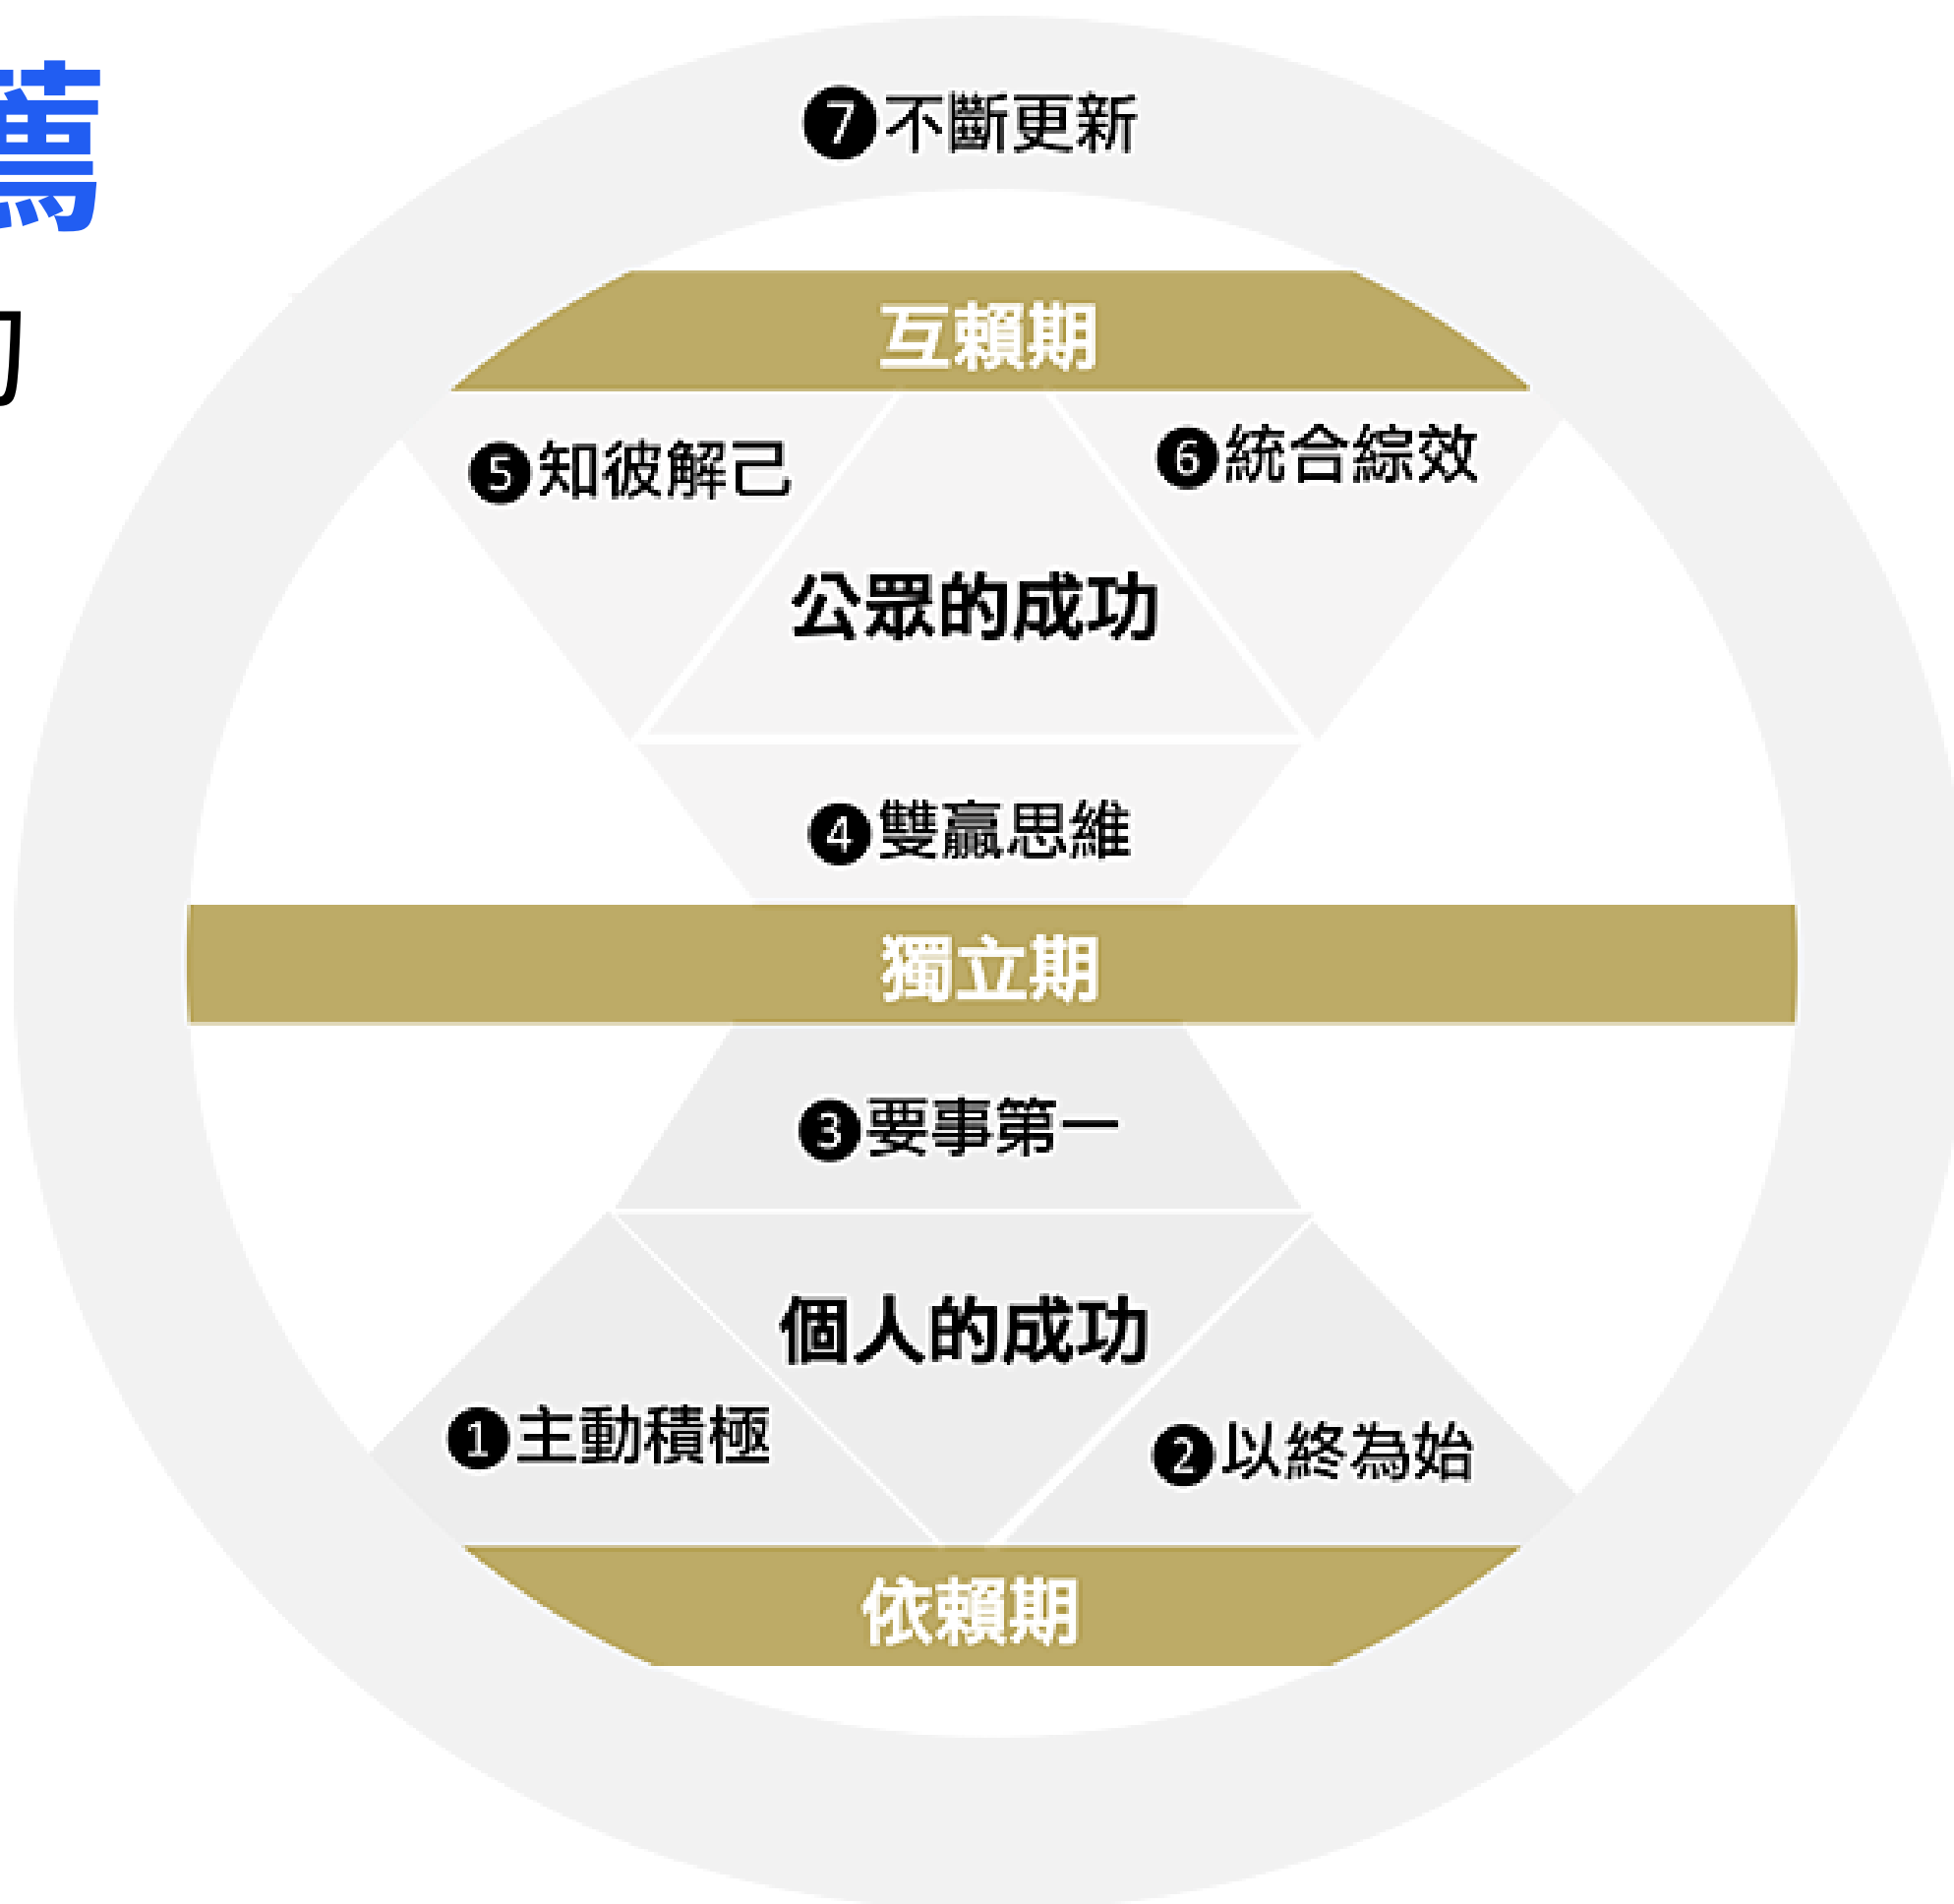 薦
❼不斷更新
互賴期
❺知彼解己
❻統合綜效
公眾的成功
❹雙贏思維
獨立期
❸要事第一
個人的成功
❶主動積極
❷以終為始
依賴期